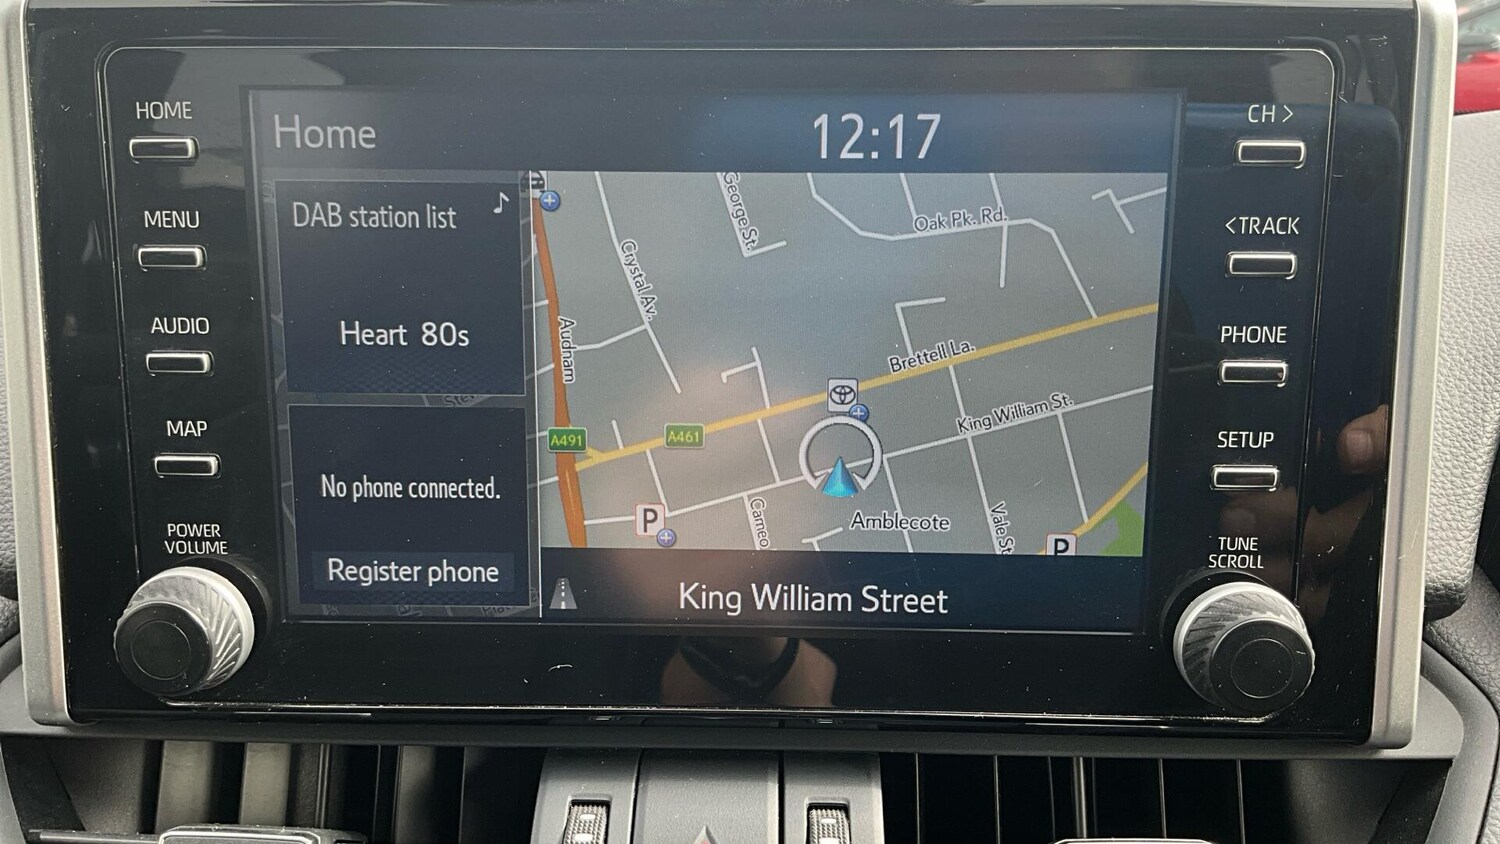 HOME
MENU
AUDIO
MAP
POWER
VOLUME
Home
12:17
DAB station list
Heart 80s
No phone connected.
Register phone
George St.
Oak Pk. Rd.
Crystal Av.
Audnam
Brettell La.
King William St.
A491
A461
P
Cameo
Amblecote
Vale St
P
King William Street
CH >
<TRACK
PHONE
SETUP
TUNE
SCROLL